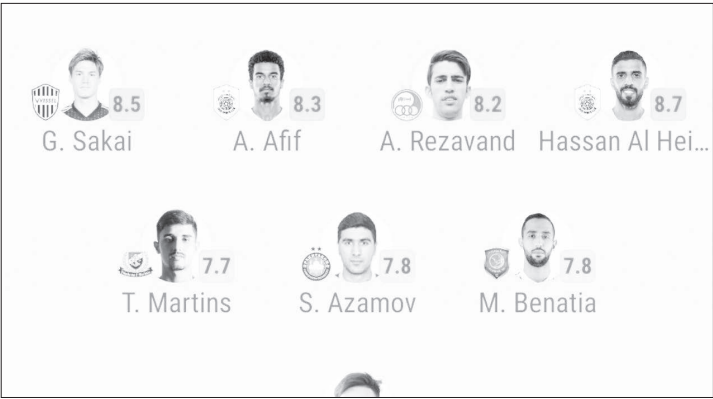 8.5 8.3 8.2 8.7
G. Sakai A. Afif A. Rezavand Hassan Al Hei...
7.7 7.8 7.8
T. Martins S. Azamov M. Benatia